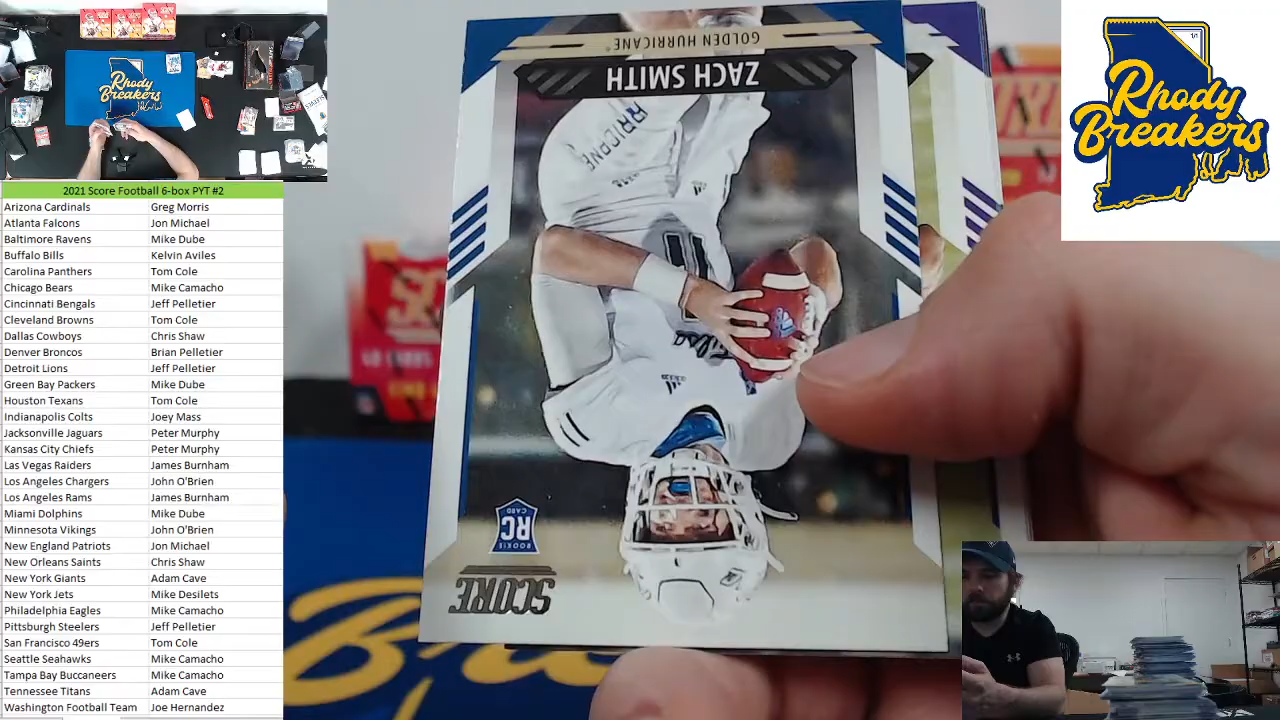 2021 Score Football 6-box PYT #2
Arizona Cardinals Greg Morris
Atlanta Falcons Jon Michael
Baltimore Ravens Mike Dube
Buffalo Bills Kelvin Aviles
Carolina Panthers Tom Cole
Chicago Bears Mike Camacho
Cincinnati Bengals Jeff Pelletier
Cleveland Browns Tom Cole
Dallas Cowboys Chris Shaw
Denver Broncos Brian Pelletier
Detroit Lions Jeff Pelletier
Green Bay Packers Mike Dube
Houston Texans Tom Cole
Indianapolis Colts Joey Mass
Jacksonville Jaguars Peter Murphy
Kansas City Chiefs Peter Murphy
Las Vegas Raiders James Burnham
Los Angeles Chargers John O'Brien
Los Angeles Rams James Burnham
Miami Dolphins Mike Dube
Minnesota Vikings John O'Brien
New England Patriots Jon Michael
New Orleans Saints Chris Shaw
New York Giants Adam Cave
New York Jets Mike Desilets
Philadelphia Eagles Mike Camacho
Pittsburgh Steelers Jeff Pelletier
San Francisco 49ers Tom Cole
Seattle Seahawks Mike Camacho
Tampa Bay Buccaneers Mike Camacho
Tennessee Titans Adam Cave
Washington Football Team Joe Hernandez
Rhody
Breakers
GOLDEN HURRICANE
ZACH SMITH
11
Tulsa
adidas
RC
ROOKIE
CARD
SCORE
Rhody
Breakers
1/1